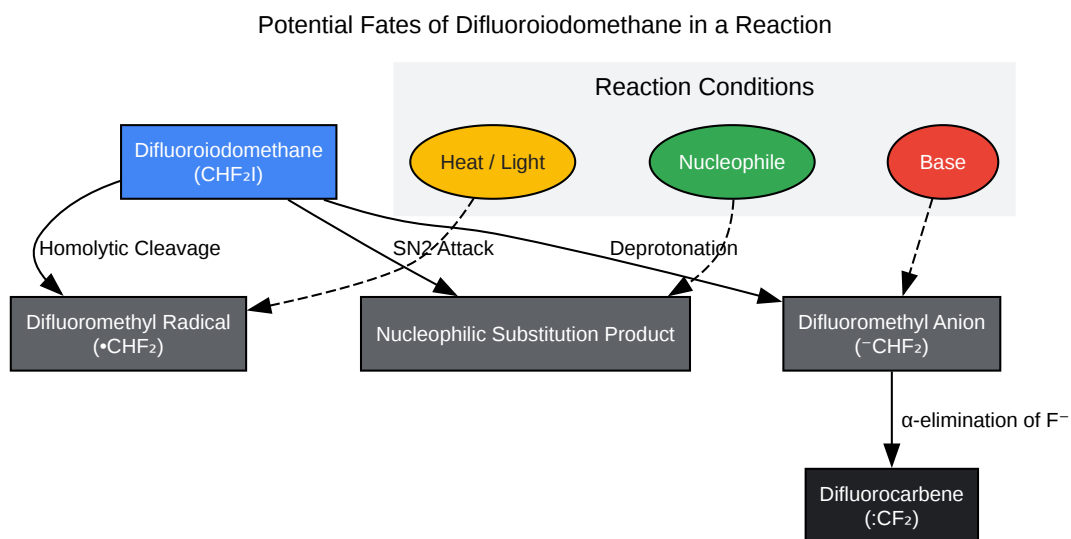 Potential Fates of Difluoroiodomethane in a Reaction
Reaction Conditions
Difluoroiodomethane
(CHF₂I)
Heat / Light
Nucleophile
Base
Homolytic Cleavage
SN2 Attack
Deprotonation
Difluoromethyl Radical
(•CHF₂)
Nucleophilic Substitution Product
Difluoromethyl Anion
(⁻CHF₂)
α-elimination of F⁻
Difluorocarbene
(:CF₂)